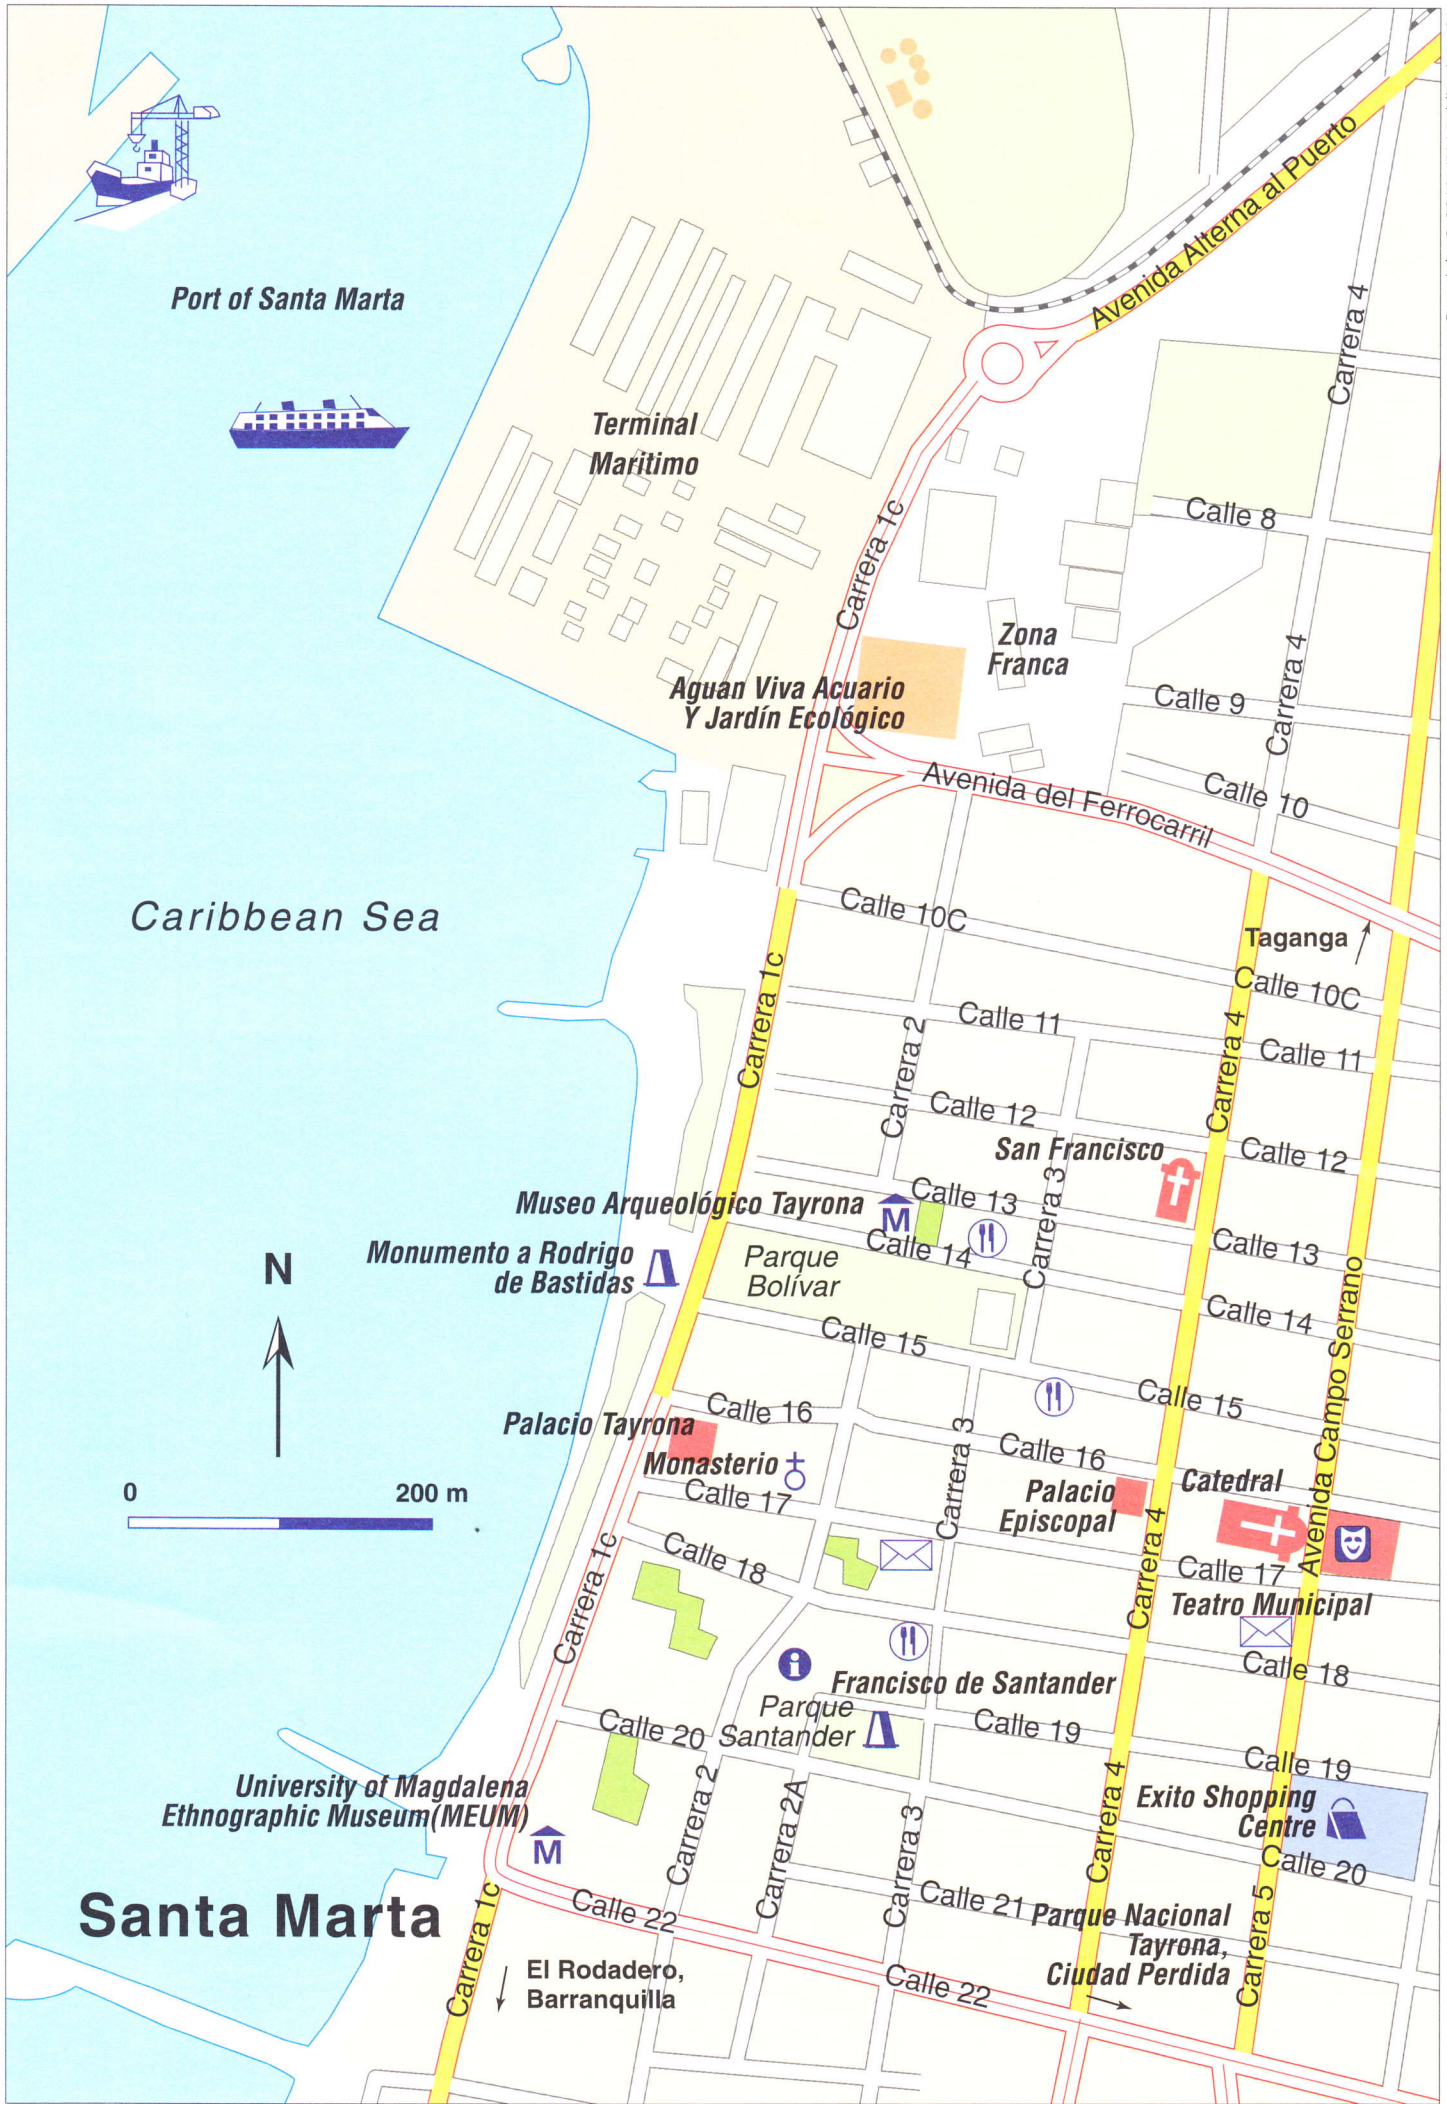 Avenida Alterna al Puerto
Port of Santa Marta
Carrera 4
Terminal
Maritimo
Calle 8
Carrera 1c
Zona
Franca
Carrera 4
Aguan Viva Acuario
Y Jardín Ecológico
Calle 9
Avenida del Ferrocarril
Calle 10
Caribbean Sea
Calle 10C
Taganga
Carrera 1c
Calle 10C
Calle 11
Carrera 2
Carrera 4
Calle 11
Calle 12
San Francisco
Calle 12
Museo Arqueológico Tayrona
M
Calle 13
Carrera 3
Monumento a Rodrigo
de Bastidas
Parque
Bolívar
Calle 14
Calle 13
N
Calle 14
Calle 15
Avenida Campo Serrano
Calle 15
Palacio Tayrona
Calle 16
Monasterio
Carrera 3
Calle 16
Catedral
0
200 m
Calle 17
Palacio
Episcopal
Carrera 4
Calle 18
Calle 17
Teatro Municipal
Carrera 1c
i
Francisco de Santander
Calle 18
Parque
Santander
Calle 20
Calle 19
Calle 19
University of Magdalena
Ethnographic Museum(MEUM)
M
Carrera 2
Carrera 2A
Carrera 3
Carrera 4
Exito Shopping
Centre
Calle 20
Santa Marta
Carrera 1c
Calle 22
Calle 21
Parque Nacional
Tayrona,
Ciudad Perdida
Carrera 5
El Rodadero,
Barranquilla
Calle 22